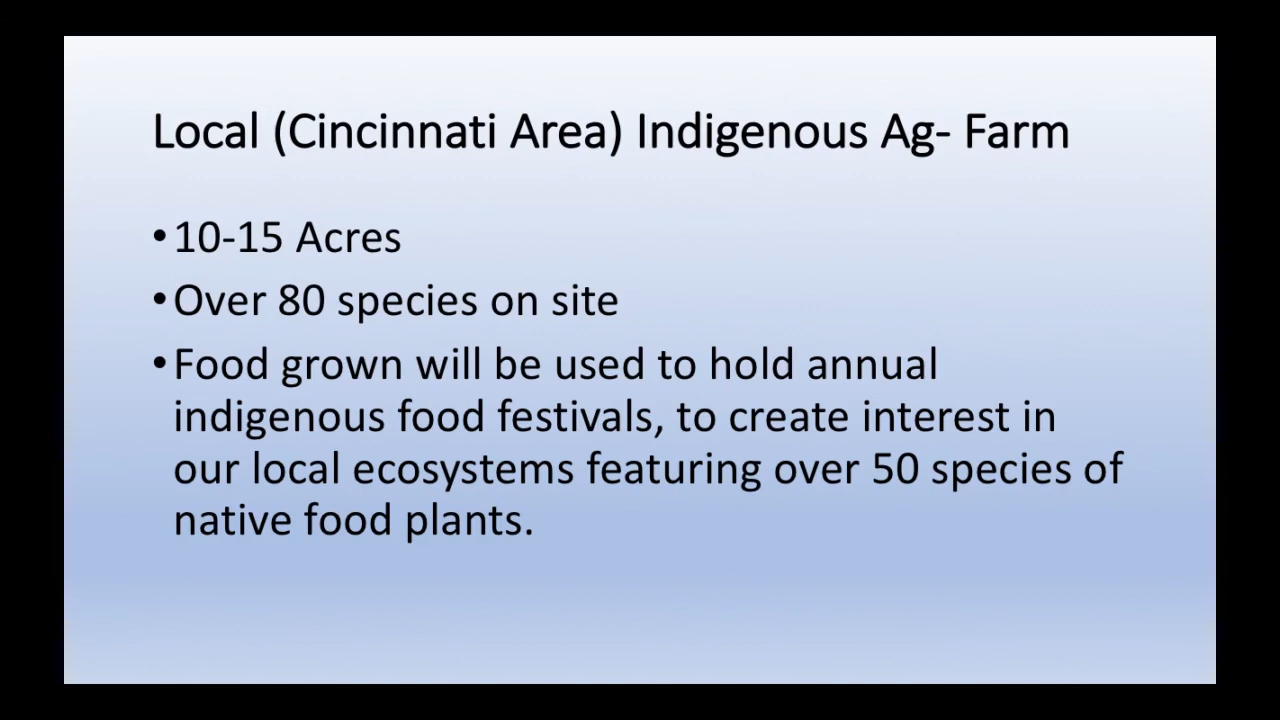 Local (Cincinnati Area) Indigenous Ag- Farm
•10-15 Acres
•Over 80 species on site
•Food grown will be used to hold annual
indigenous food festivals, to create interest in
our local ecosystems featuring over 50 species of
native food plants.